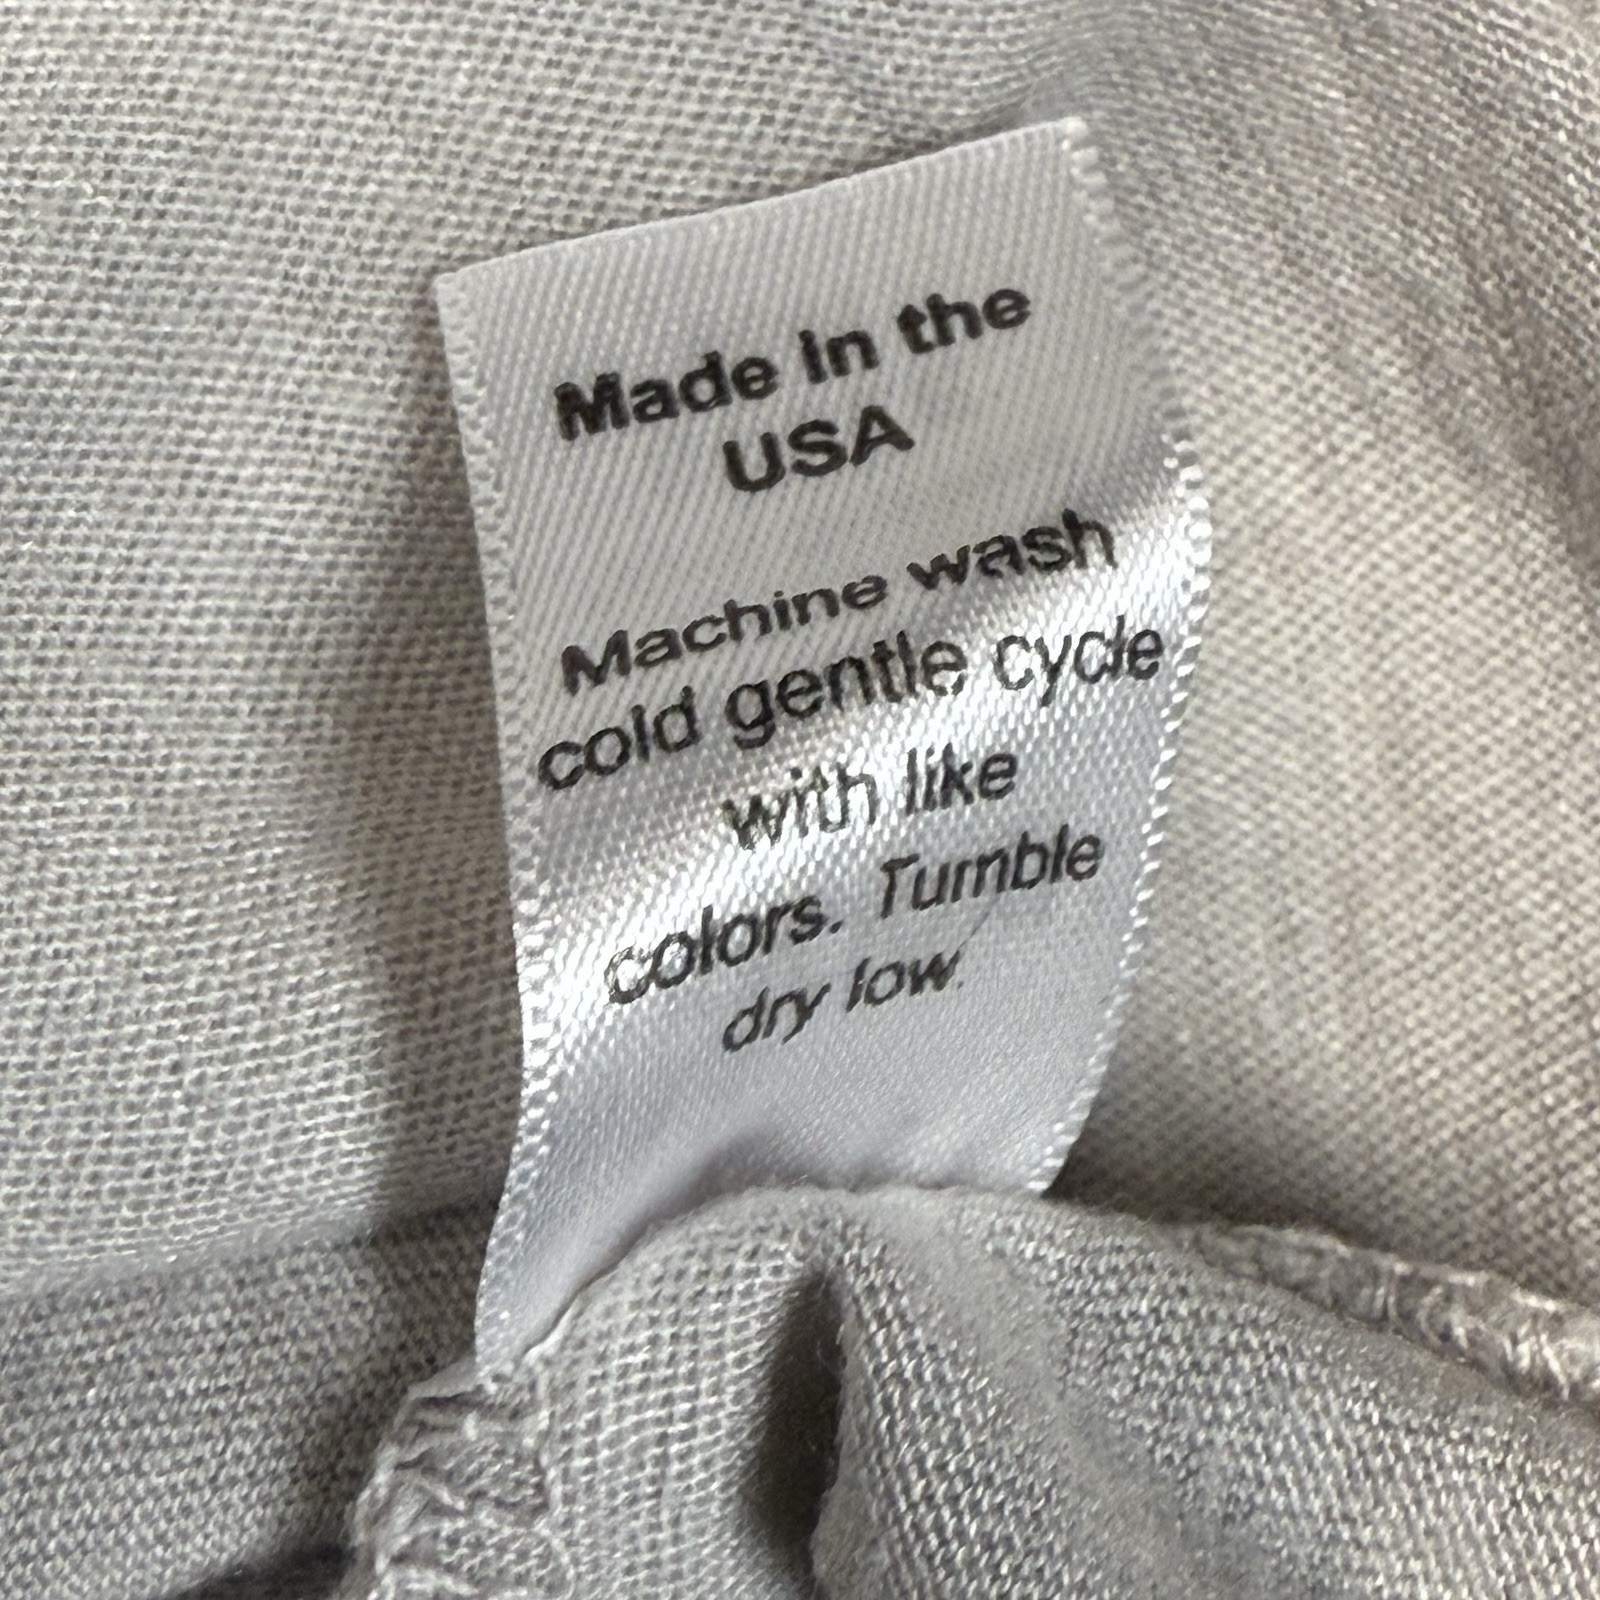 Made in the
USA
Machine wash
cold gentle cycle
with like
colors. Tumble
dry low.